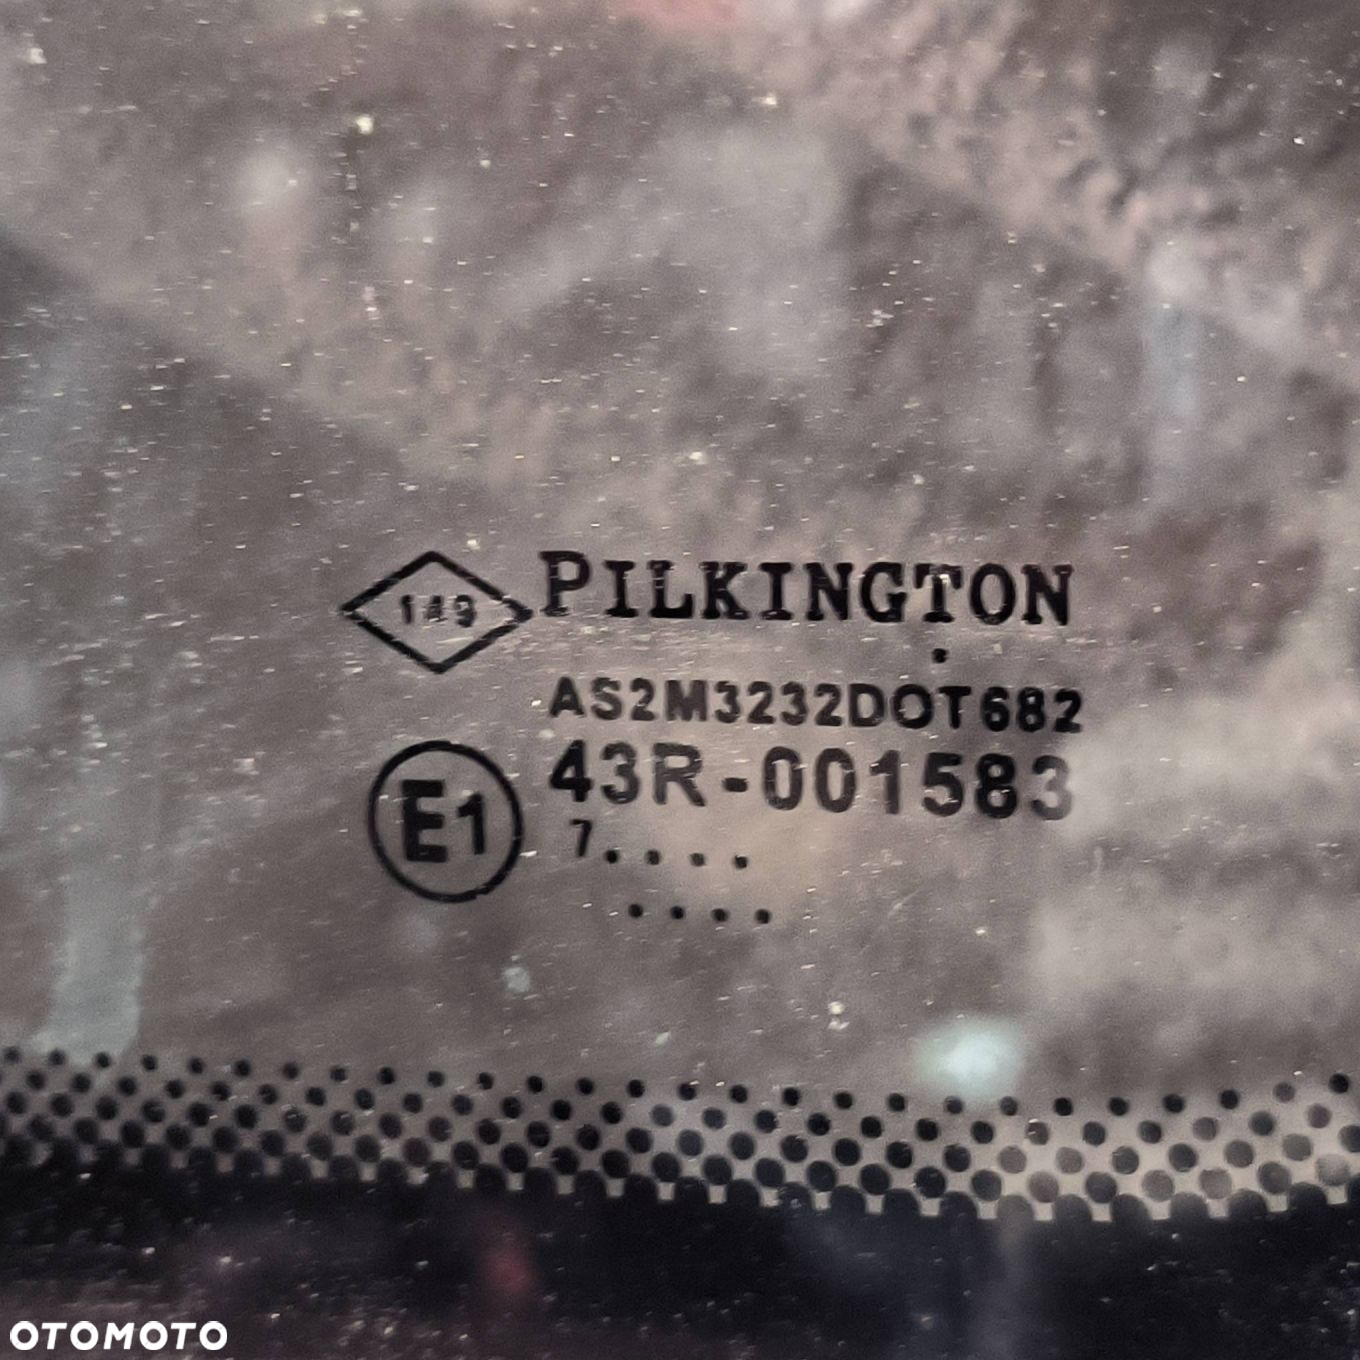 149 PILKINGTON
AS2M3232DOT682
E1 43R-001583
7....
....
OTOMOTO